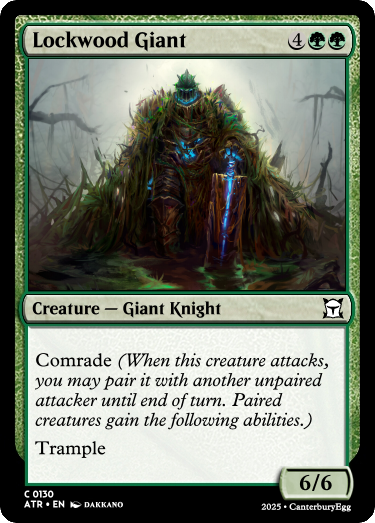 Lockwood Giant 4
Creature — Giant Knight
Comrade (When this creature attacks,
you may pair it with another unpaired
attacker until end of turn. Paired
creatures gain the following abilities.)
Trample
6/6
C 0130
ATR • EN DAKKANO
2025 • CanterburyEgg